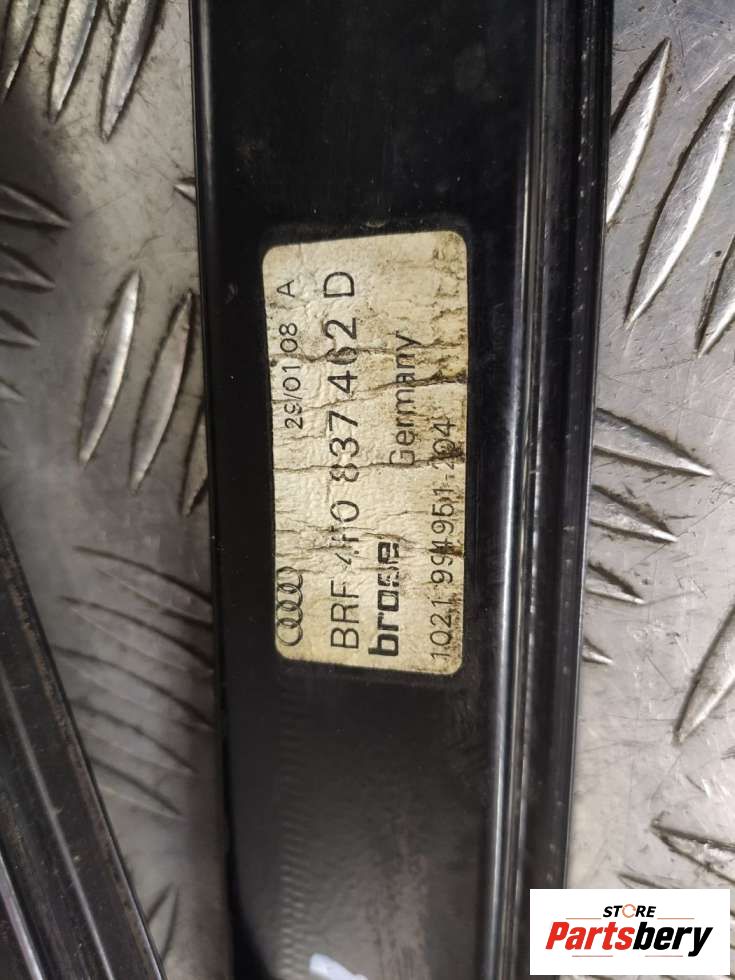 29/01 08 A
BRF 4F0 837 462 D
brose Germany
1021 994951-204
STORE
Partsbery